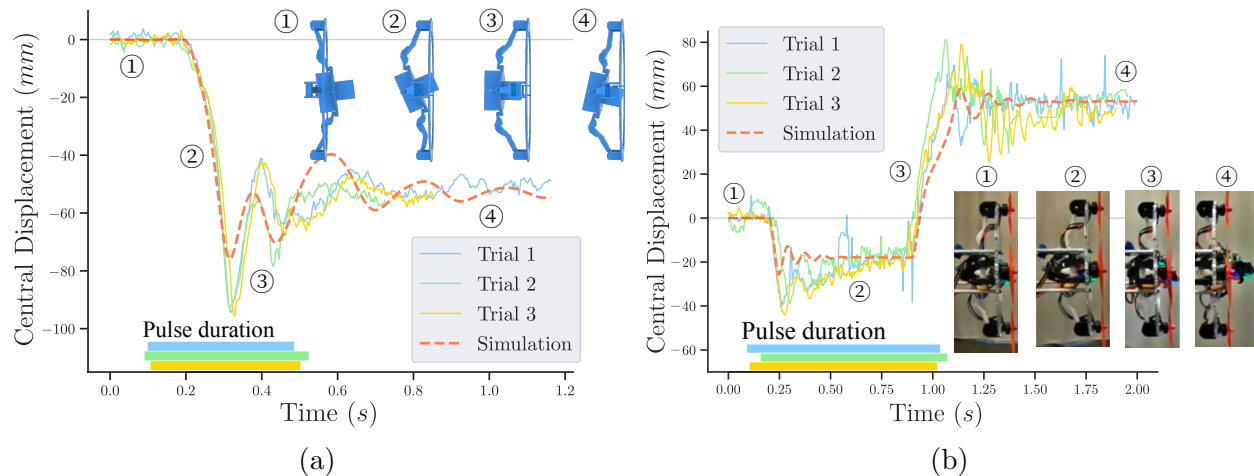 ① ② ③ ④
0
−20
−40
−60
−80
−100
Central Displacement (mm)
①
②
③
④
Trial 1
Trial 2
Trial 3
Simulation
Pulse duration
0.0 0.2 0.4 0.6 0.8 1.0 1.2
Time (s)
(a)
80
60
40
20
0
−20
−40
−60
Central Displacement (mm)
Trial 1
Trial 2
Trial 3
Simulation
①
②
③
④
① ② ③ ④
Pulse duration
0.00 0.25 0.50 0.75 1.00 1.25 1.50 1.75 2.00
Time (s)
(b)